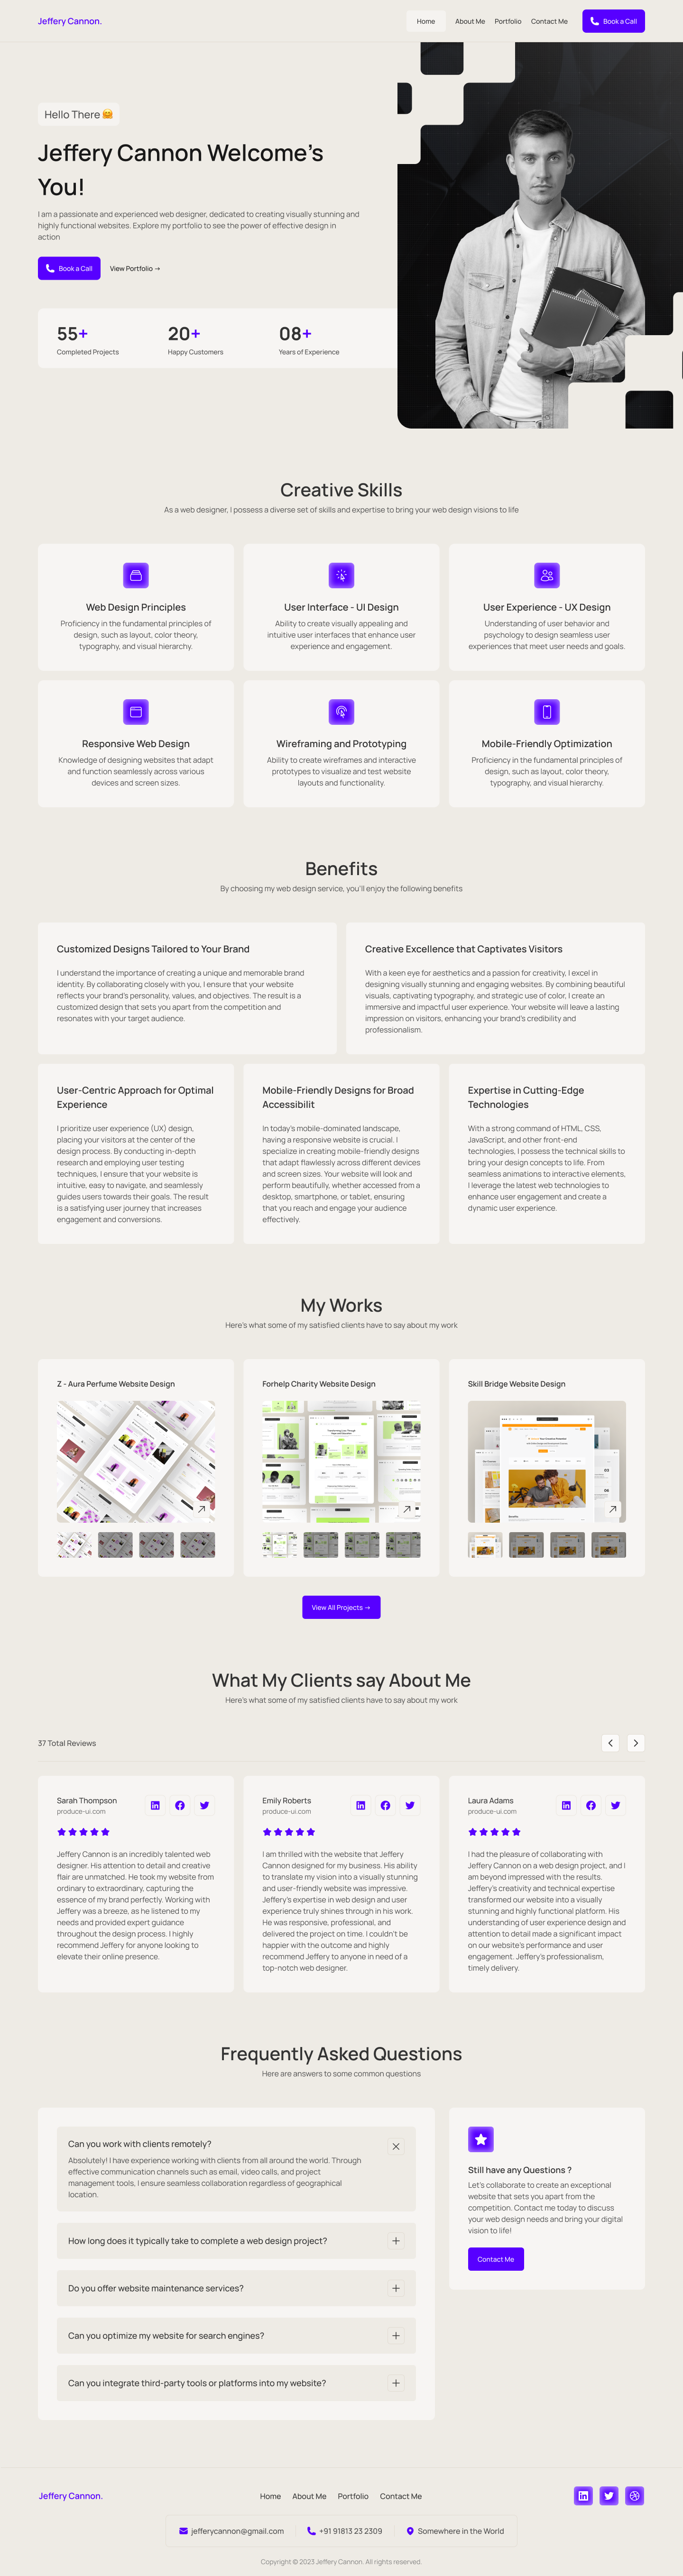 Jeffery Cannon.
Home
About Me
Portfolio
Contact Me
Book a Call
Hello There 🤗
Jeffery Cannon Welcome's
You!
I am a passionate and experienced web designer, dedicated to creating visually stunning and
highly functional websites. Explore my portfolio to see the power of effective design in
action
Book a Call
View Portfolio →
55+
Completed Projects
20+
Happy Customers
08+
Years of Experience
Creative Skills
As a web designer, I possess a diverse set of skills and expertise to bring your web design visions to life
Web Design Principles
Proficiency in the fundamental principles of
design, such as layout, color theory,
typography, and visual hierarchy.
User Interface - UI Design
Ability to create visually appealing and
intuitive user interfaces that enhance user
experience and engagement.
User Experience - UX Design
Understanding of user behavior and
psychology to design seamless user
experiences that meet user needs and goals.
Responsive Web Design
Knowledge of designing websites that adapt
and function seamlessly across various
devices and screen sizes.
Wireframing and Prototyping
Ability to create wireframes and interactive
prototypes to visualize and test website
layouts and functionality.
Mobile-Friendly Optimization
Proficiency in the fundamental principles of
design, such as layout, color theory,
typography, and visual hierarchy.
Benefits
By choosing my web design service, you'll enjoy the following benefits
Customized Designs Tailored to Your Brand
I understand the importance of creating a unique and memorable brand
identity. By collaborating closely with you, I ensure that your website
reflects your brand's personality, values, and objectives. The result is a
customized design that sets you apart from the competition and
resonates with your target audience.
Creative Excellence that Captivates Visitors
With a keen eye for aesthetics and a passion for creativity, I excel in
designing visually stunning and engaging websites. By combining beautiful
visuals, captivating typography, and strategic use of color, I create an
immersive and impactful user experience. Your website will leave a lasting
impression on visitors, enhancing your brand's credibility and
professionalism.
User-Centric Approach for Optimal
Experience
I prioritize user experience (UX) design,
placing your visitors at the center of the
design process. By conducting in-depth
research and employing user testing
techniques, I ensure that your website is
intuitive, easy to navigate, and seamlessly
guides users towards their goals. The result
is a satisfying user journey that increases
engagement and conversions.
Mobile-Friendly Designs for Broad
Accessibilit
In today's mobile-dominated landscape,
having a responsive website is crucial. I
specialize in creating mobile-friendly designs
that adapt flawlessly across different devices
and screen sizes. Your website will look and
perform beautifully, whether accessed from a
desktop, smartphone, or tablet, ensuring
that you reach and engage your audience
effectively.
Expertise in Cutting-Edge
Technologies
With a strong command of HTML, CSS,
JavaScript, and other front-end
technologies, I possess the technical skills to
bring your design concepts to life. From
seamless animations to interactive elements,
I leverage the latest web technologies to
enhance user engagement and create a
dynamic user experience.
My Works
Here's what some of my satisfied clients have to say about my work
Z - Aura Perfume Website Design
Forhelp Charity Website Design
Skill Bridge Website Design
View All Projects →
What My Clients say About Me
Here's what some of my satisfied clients have to say about my work
37 Total Reviews
Sarah Thompson
produce-ui.com
Jeffery Cannon is an incredibly talented web
designer. His attention to detail and creative
flair are unmatched. He took my website from
ordinary to extraordinary, capturing the
essence of my brand perfectly. Working with
Jeffery was a breeze, as he listened to my
needs and provided expert guidance
throughout the design process. I highly
recommend Jeffery for anyone looking to
elevate their online presence.
Emily Roberts
produce-ui.com
I am thrilled with the website that Jeffery
Cannon designed for my business. His ability
to translate my vision into a visually stunning
and user-friendly website was impressive.
Jeffery's expertise in web design and user
experience truly shines through in his work.
He was responsive, professional, and
delivered the project on time. I couldn't be
happier with the outcome and highly
recommend Jeffery to anyone in need of a
top-notch web designer.
Laura Adams
produce-ui.com
I had the pleasure of collaborating with
Jeffery Cannon on a web design project, and I
am beyond impressed with the results.
Jeffery's creativity and technical expertise
transformed our website into a visually
stunning and highly functional platform. His
understanding of user experience design and
attention to detail made a significant impact
on our website's performance and user
engagement. Jeffery's professionalism,
timely delivery.
Frequently Asked Questions
Here are answers to some common questions
Can you work with clients remotely?
Absolutely! I have experience working with clients from all around the world. Through
effective communication channels such as email, video calls, and project
management tools, I ensure seamless collaboration regardless of geographical
location.
How long does it typically take to complete a web design project?
Do you offer website maintenance services?
Can you optimize my website for search engines?
Can you integrate third-party tools or platforms into my website?
Still have any Questions ?
Let's collaborate to create an exceptional
website that sets you apart from the
competition. Contact me today to discuss
your web design needs and bring your digital
vision to life!
Contact Me
Jeffery Cannon.
Home
About Me
Portfolio
Contact Me
jefferycannon@gmail.com
+91 91813 23 2309
Somewhere in the World
Copyright © 2023 Jeffery Cannon. All rights reserved.